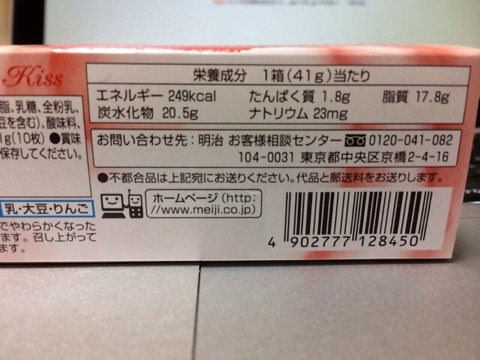 Kiss
栄養成分 1箱(41g)当たり
エネルギー 249kcal たんぱく質 1.8g 脂質 17.8g
炭水化物 20.5g ナトリウム 23mg
脂、乳糖、全粉乳、
豆を含む)、酸味料、
g(10枚) ●賞味
保存してください。
お問い合わせ先:明治 お客様相談センター 0120-041-082
104-0031 東京都中央区京橋2-4-16
●不都合品は上記宛にお送りください。代品と郵送料をお送りします。
乳・大豆・りんご
でやわらかくなった
ます。召し上がって
ます。
ホームページ(http:
//www.meiji.co.jp)
4 902777 128450